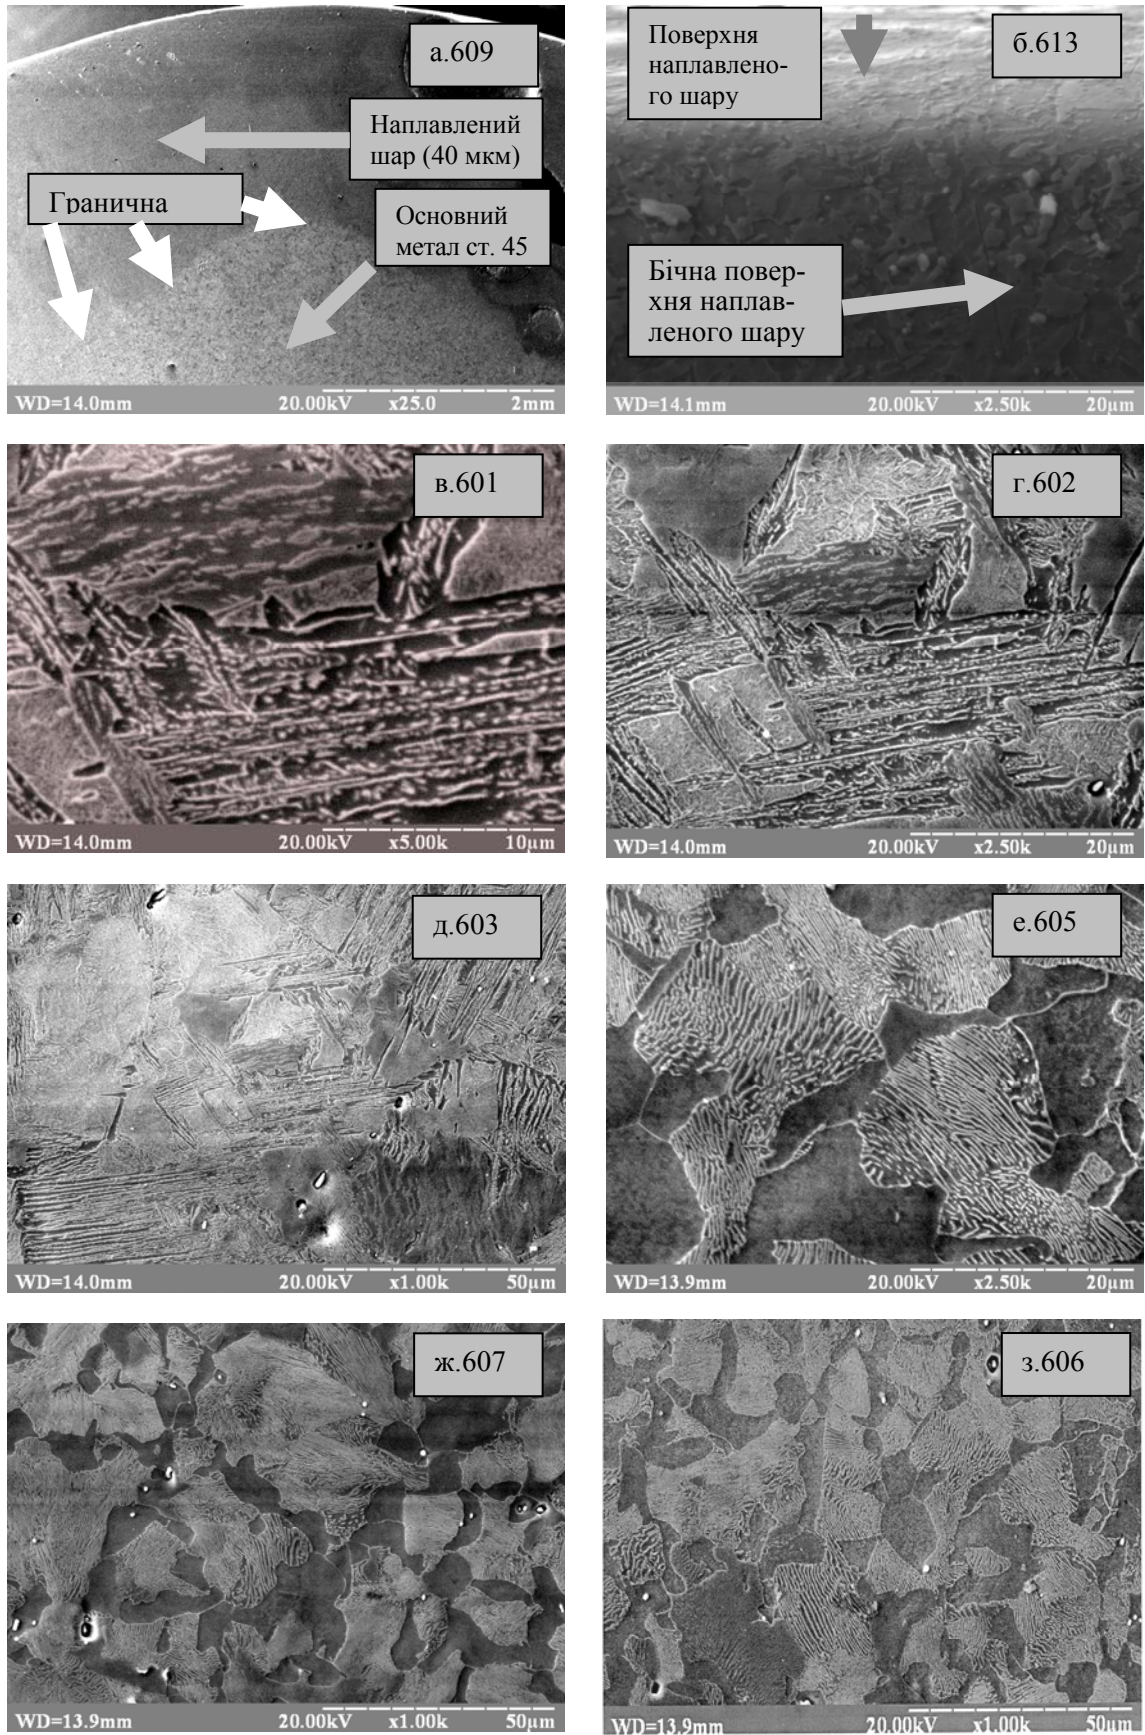 а.609
Наплавлений
шар (40 мкм)
Гранична
Основний
метал ст. 45
WD=14.0mm 20.00kV x25.0 2mm
Поверхня
наплавлено-
го шару
б.613
Бічна повер-
хня наплав-
леного шару
WD=14.1mm 20.00kV x2.50k 20µm
в.601
WD=14.0mm 20.00kV x5.00k 10µm
г.602
WD=14.0mm 20.00kV x2.50k 20µm
д.603
WD=14.0mm 20.00kV x1.00k 50µm
е.605
WD=13.9mm 20.00kV x2.50k 20µm
ж.607
WD=13.9mm 20.00kV x1.00k 50µm
з.606
WD=13.9mm 20.00kV x1.00k 50µm